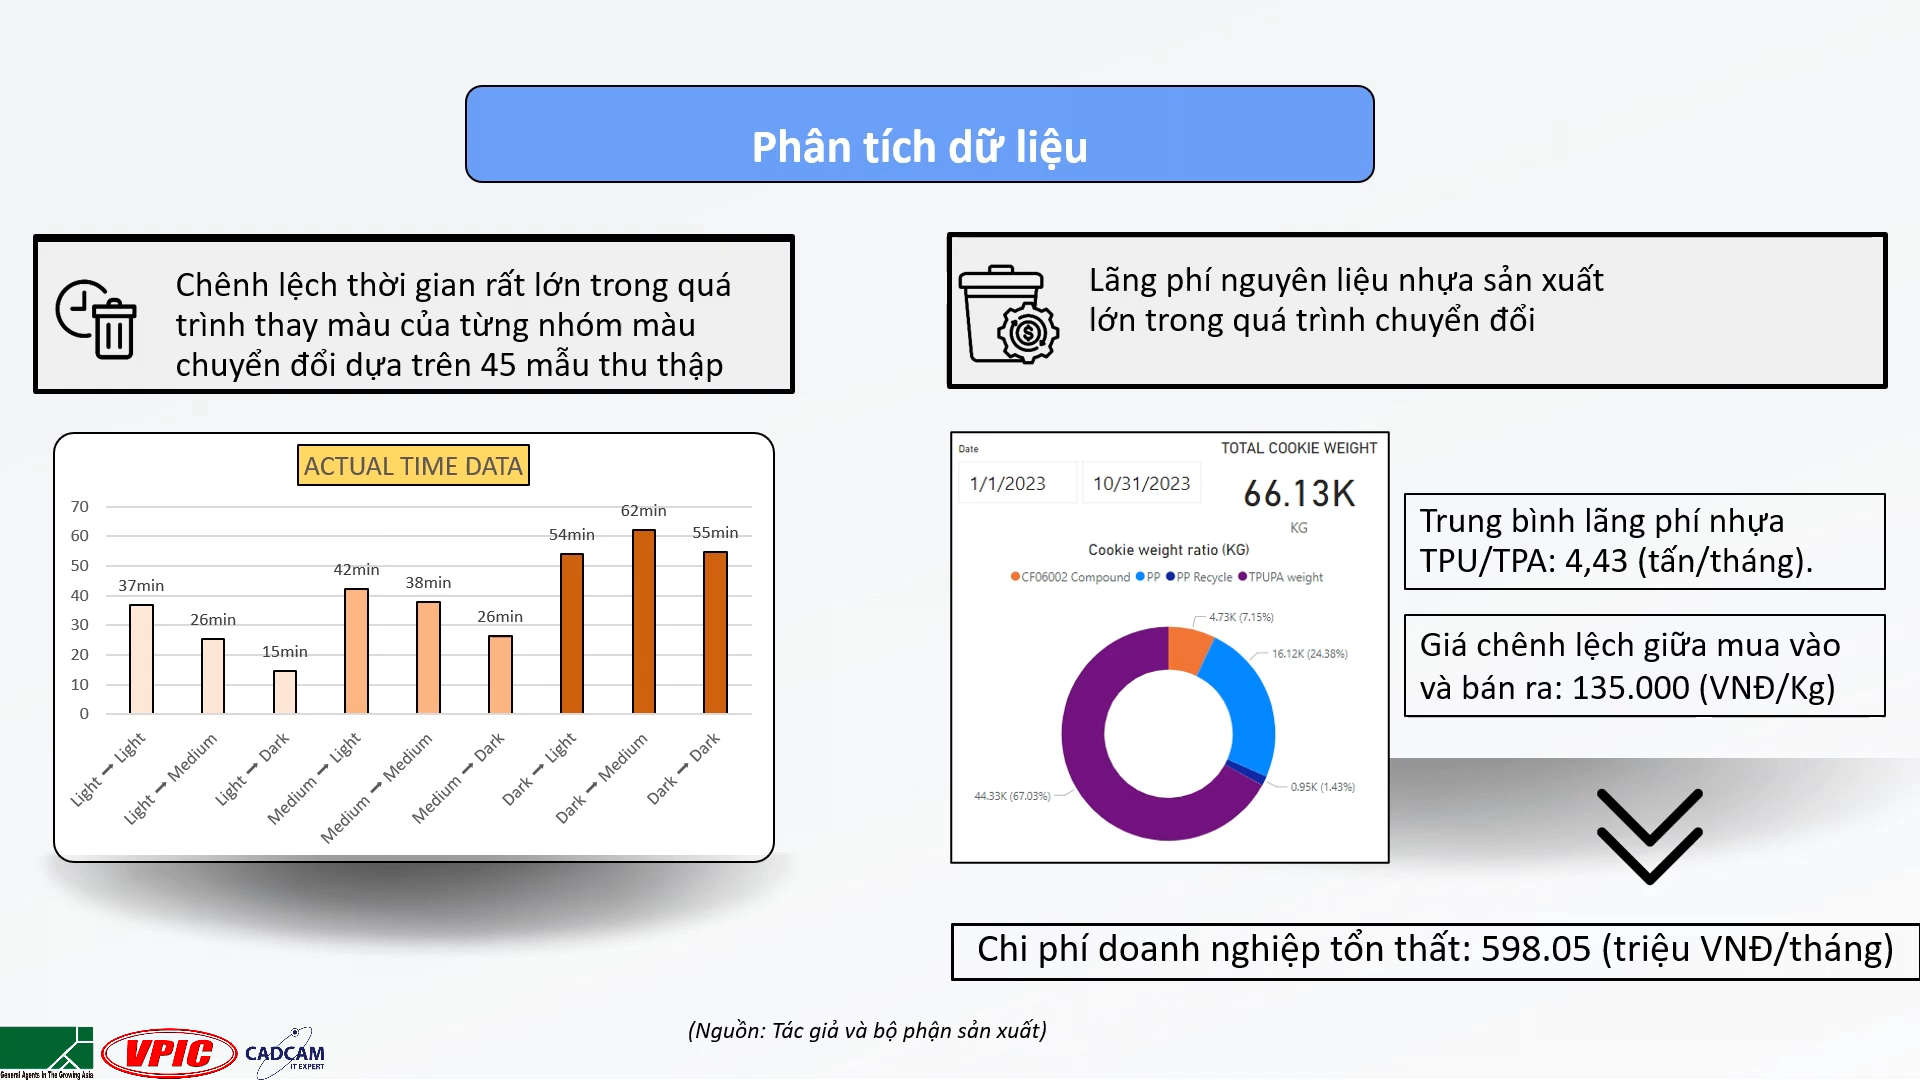 Phân tích dữ liệu
Chênh lệch thời gian rất lớn trong quá
trình thay màu của từng nhóm màu
chuyển đổi dựa trên 45 mẫu thu thập
Lãng phí nguyên liệu nhựa sản xuất
lớn trong quá trình chuyển đổi
ACTUAL TIME DATA
70
60
50
40
30
20
10
0
37min
26min
15min
42min
38min
26min
54min
62min
55min
Light ➞ Light
Light ➞ Medium
Light ➞ Dark
Medium ➞ Light
Medium ➞ Medium
Medium ➞ Dark
Dark ➞ Light
Dark ➞ Medium
Dark ➞ Dark
Date
1/1/2023
10/31/2023
TOTAL COOKIE WEIGHT
66.13K
KG
Cookie weight ratio (KG)
CF06002 Compound PP PP Recycle TPUPA weight
4.73K (7.15%)
16.12K (24.38%)
0.95K (1.43%)
44.33K (67.03%)
Trung bình lãng phí nhựa
TPU/TPA: 4,43 (tấn/tháng).
Giá chênh lệch giữa mua vào
và bán ra: 135.000 (VNĐ/Kg)
Chi phí doanh nghiệp tổn thất: 598.05 (triệu VNĐ/tháng)
(Nguồn: Tác giả và bộ phận sản xuất)
General Agents In The Growing Asia
VPIC
CADCAM
IT EXPERT